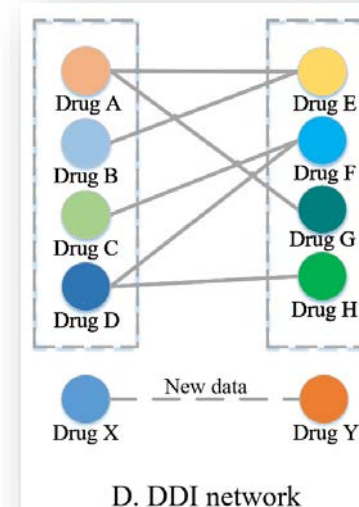 Drug A
Drug E
Drug B
Drug F
Drug C
Drug G
Drug D
Drug H
New data
Drug X
Drug Y
D. DDI network